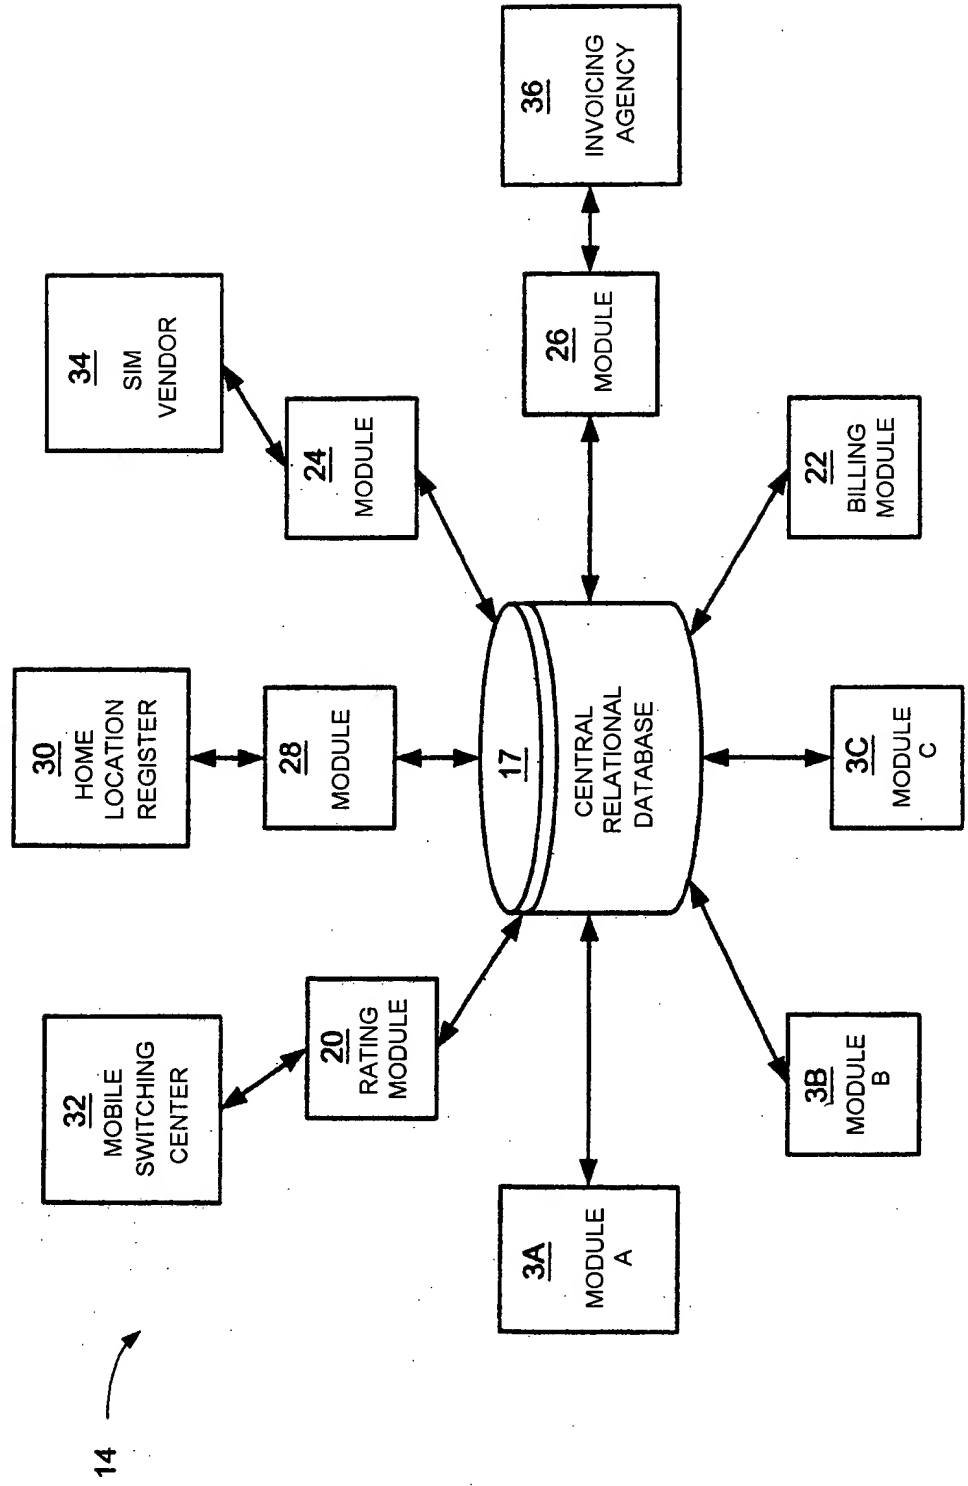 14
32
MOBILE
SWITCHING
CENTER
30
HOME
LOCATION
REGISTER
34
SIM
VENDOR
20
RATING
MODULE
28
MODULE
24
MODULE
3A
MODULE
A
17
CENTRAL
RELATIONAL
DATABASE
26
MODULE
36
INVOICING
AGENCY
3B
MODULE
B
3C
MODULE
C
22
BILLING
MODULE